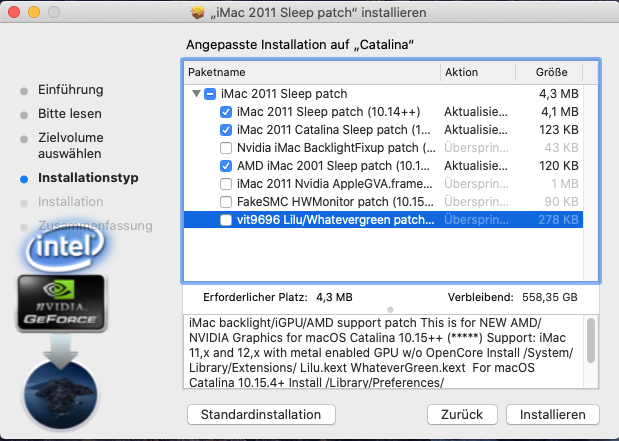 „iMac 2011 Sleep patch“ installieren
Angepasste Installation auf „Catalina“
Einführung
Bitte lesen
Zielvolume
auswählen
Installationstyp
Installation
Zusammenfassung
intel
NVIDIA
GEFORCE
Paketname Aktion Größe
iMac 2011 Sleep patch 4,3 MB
iMac 2011 Sleep patch (10.14++) Aktualisie... 4,1 MB
iMac 2011 Catalina Sleep patch (1... Aktualisie... 123 KB
Nvidia iMac BacklightFixup patch (... Übersprin... 43 KB
AMD iMac 2001 Sleep patch (10.1... Aktualisie... 120 KB
iMac 2011 Nvidia AppleGVA.frame... Übersprin... 1 MB
FakeSMC HWMonitor patch (10.15... Übersprin... 90 KB
vit9696 Lilu/Whatevergreen patch... Übersprin... 278 KB
Erforderlicher Platz: 4,3 MB Verbleibend: 558,35 GB
iMac backlight/iGPU/AMD support patch This is for NEW AMD/
NVIDIA Graphics for macOS Catalina 10.15++ (*****) Support: iMac
11,x and 12,x with metal enabled GPU w/o OpenCore Install /System/
Library/Extensions/ Lilu.kext WhateverGreen.kext For macOS
Catalina 10.15.4+ Install /Library/Preferences/
Standardinstallation Zurück Installieren